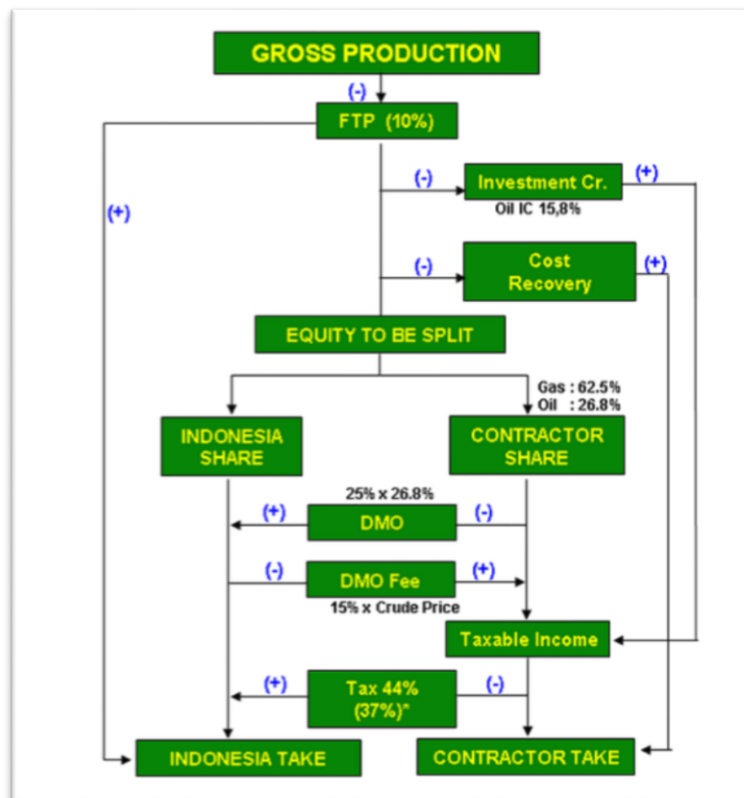 GROSS PRODUCTION
(-)
FTP (10%)
(-)
Investment Cr.
(+)
Oil IC 15,8%
(+)
(-)
Cost
Recovery
(+)
EQUITY TO BE SPLIT
Gas : 62.5%
Oil : 26.8%
INDONESIA
SHARE
CONTRACTOR
SHARE
25% x 26.8%
(+)
DMO
(-)
(-)
DMO Fee
(+)
15% x Crude Price
Taxable Income
(+)
Tax 44%
(37%)*
(-)
INDONESIA TAKE
CONTRACTOR TAKE